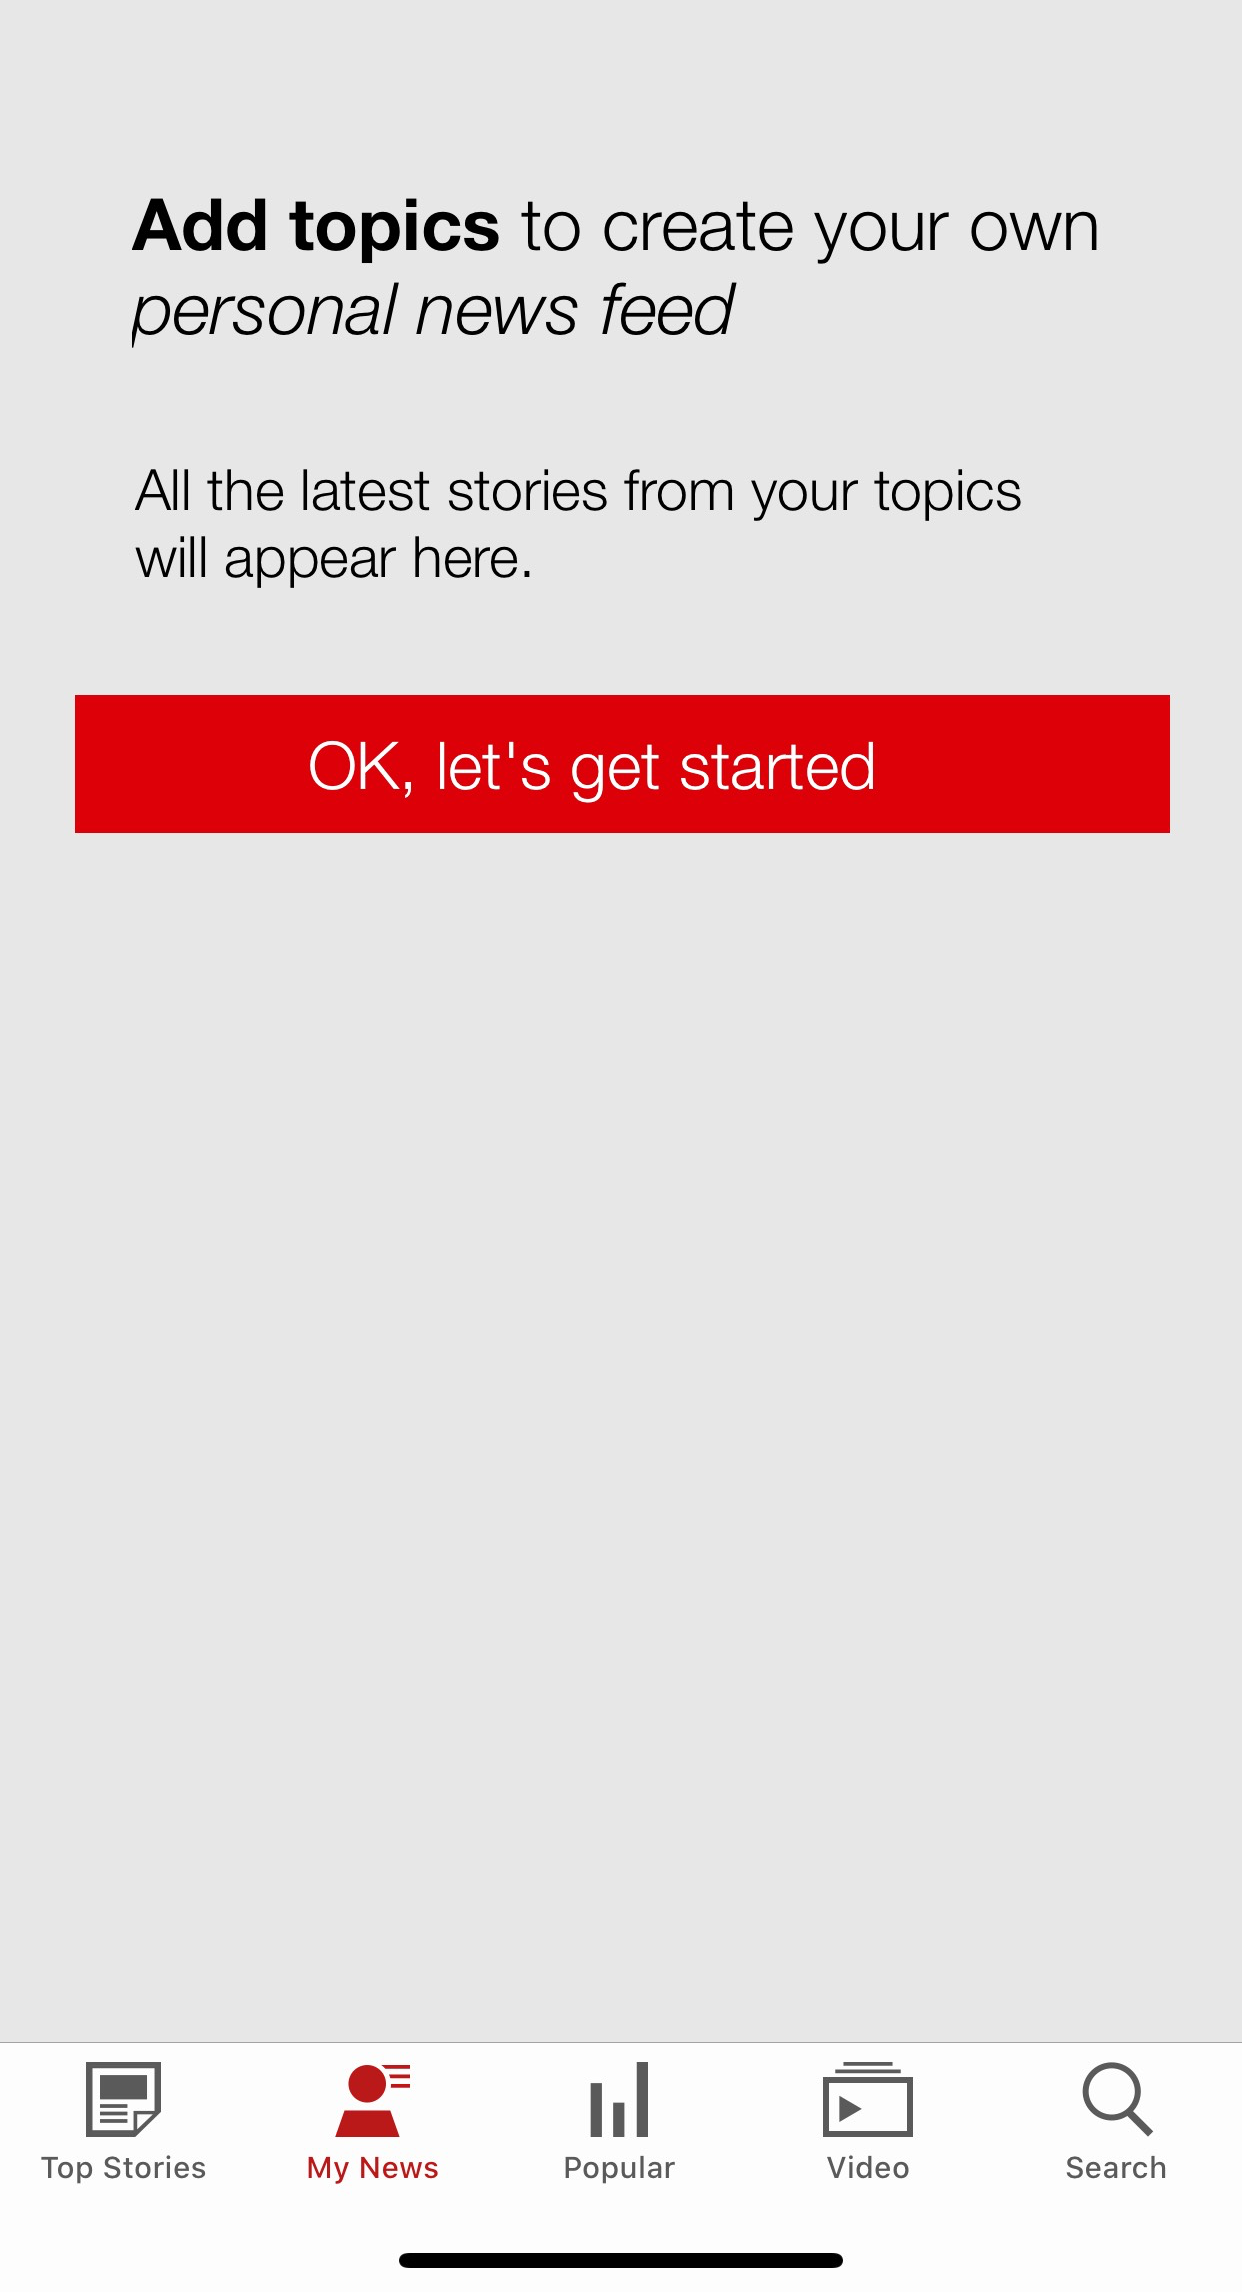 Add topics to create your own
personal news feed
All the latest stories from your topics
will appear here.
OK, let's get started
Top Stories
My News
Popular
Video
Search